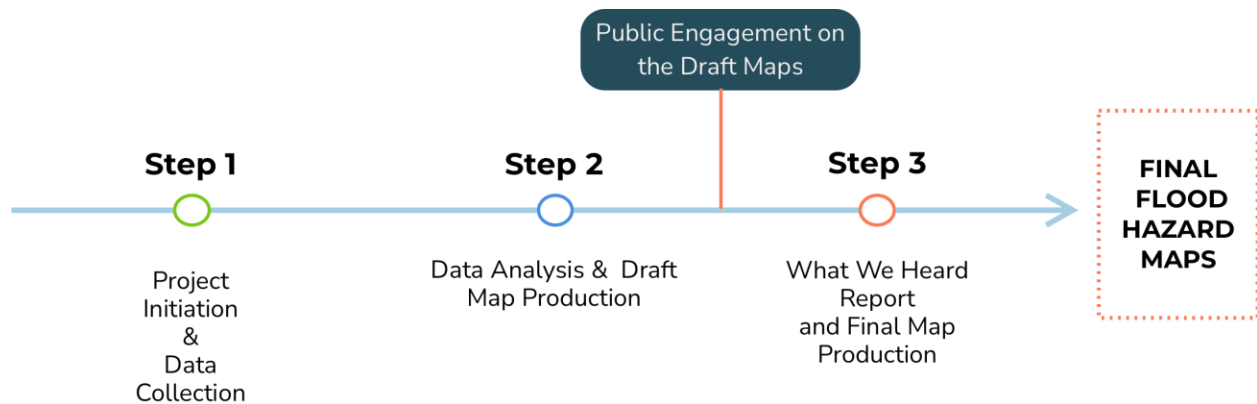 Public Engagement on
the Draft Maps
Step 1
Project
Initiation
&
Data
Collection
Step 2
Data Analysis & Draft
Map Production
Step 3
What We Heard
Report
and Final Map
Production
FINAL
FLOOD
HAZARD
MAPS